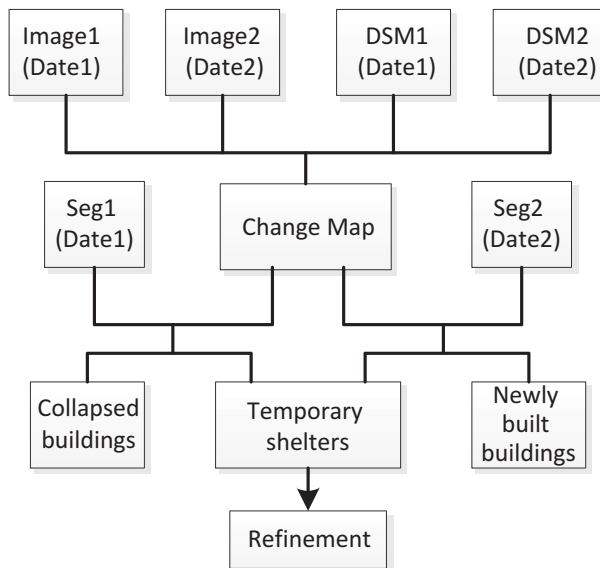 Image1
(Date1)
Image2
(Date2)
DSM1
(Date1)
DSM2
(Date2)
Seg1
(Date1)
Change Map
Seg2
(Date2)
Collapsed
buildings
Temporary
shelters
Newly
built
buildings
Refinement